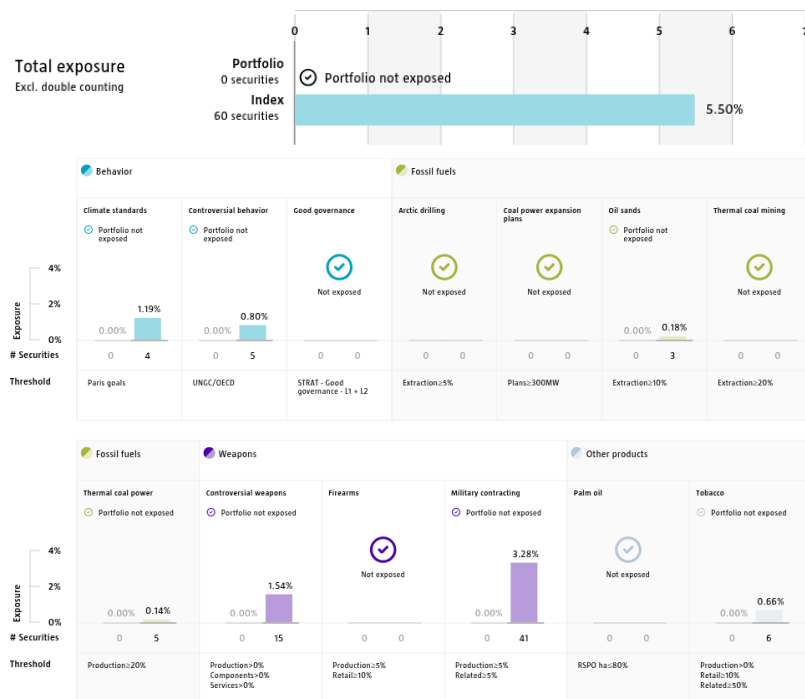 0 1 2 3 4 5 6 7
Total exposure
Excl. double counting
Portfolio
0 securities
Portfolio not exposed
Index
60 securities
5.50%
Behavior
Fossil fuels
Climate standards
Controversial behavior
Good governance
Arctic drilling
Coal power expansion
plans
Oil sands
Thermal coal mining
Portfolio not
exposed
Portfolio not
exposed
Portfolio not
exposed
Not exposed
Not exposed
Not exposed
Not exposed
Exposure
4%
2%
0%
0.00%
1.19%
0.00%
0.80%
0.00%
0.18%
# Securities
0 4 0 5 0 0 0 0 0 0 0 3 0 0
Threshold
Paris goals
UNGC/OECD
STRAT - Good
governance - L1 + L2
Extraction≥5%
Plans≥300MW
Extraction≥10%
Extraction≥20%
Fossil fuels
Weapons
Other products
Thermal coal power
Controversial weapons
Firearms
Military contracting
Palm oil
Tobacco
Portfolio not exposed
Portfolio not exposed
Portfolio not exposed
Portfolio not exposed
Not exposed
Not exposed
Exposure
4%
2%
0%
0.00%
0.14%
0.00%
1.54%
0.00%
3.28%
0.00%
0.66%
# Securities
0 5 0 15 0 0 0 41 0 0 0 6
Threshold
Production≥20%
Production>0%
Components>0%
Services>0%
Production≥5%
Retail≥10%
Production≥5%
Related≥5%
RSPO ha≤80%
Production>0%
Retail≥10%
Related≥50%